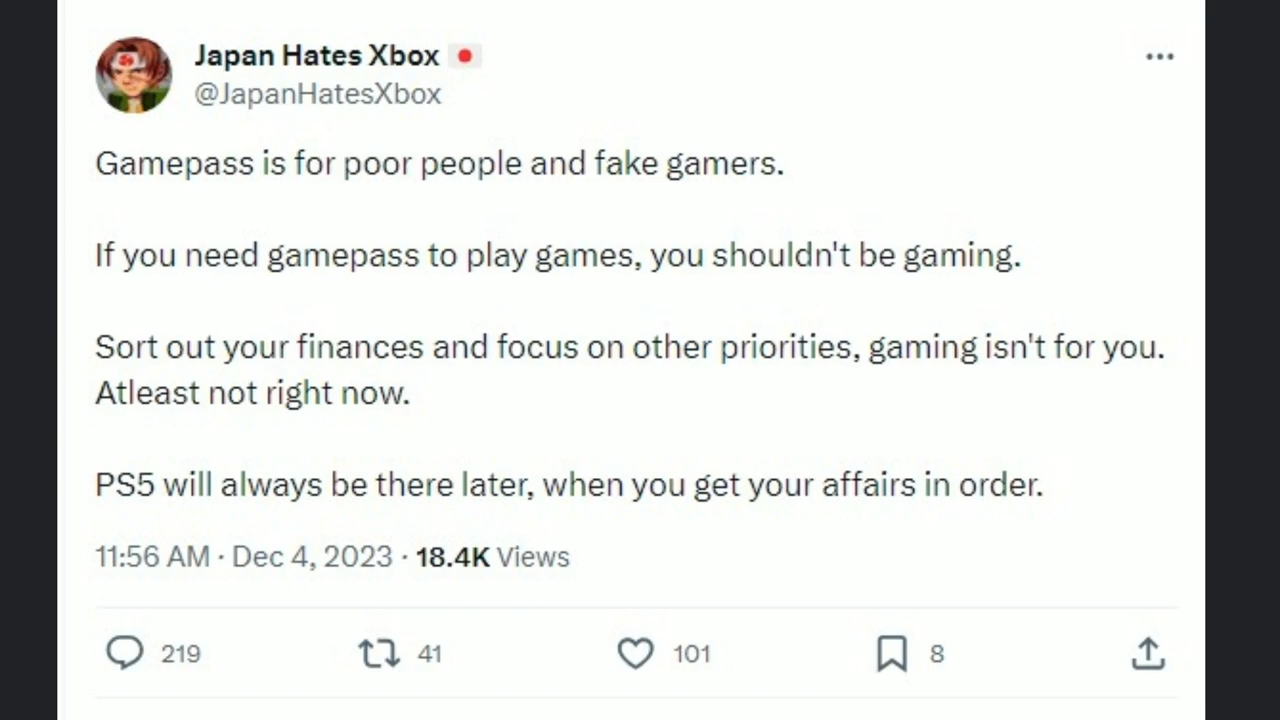 Japan Hates Xbox
@JapanHatesXbox
Gamepass is for poor people and fake gamers.
If you need gamepass to play games, you shouldn't be gaming.
Sort out your finances and focus on other priorities, gaming isn't for you.
Atleast not right now.
PS5 will always be there later, when you get your affairs in order.
11:56 AM · Dec 4, 2023 · 18.4K Views
219 41 101 8